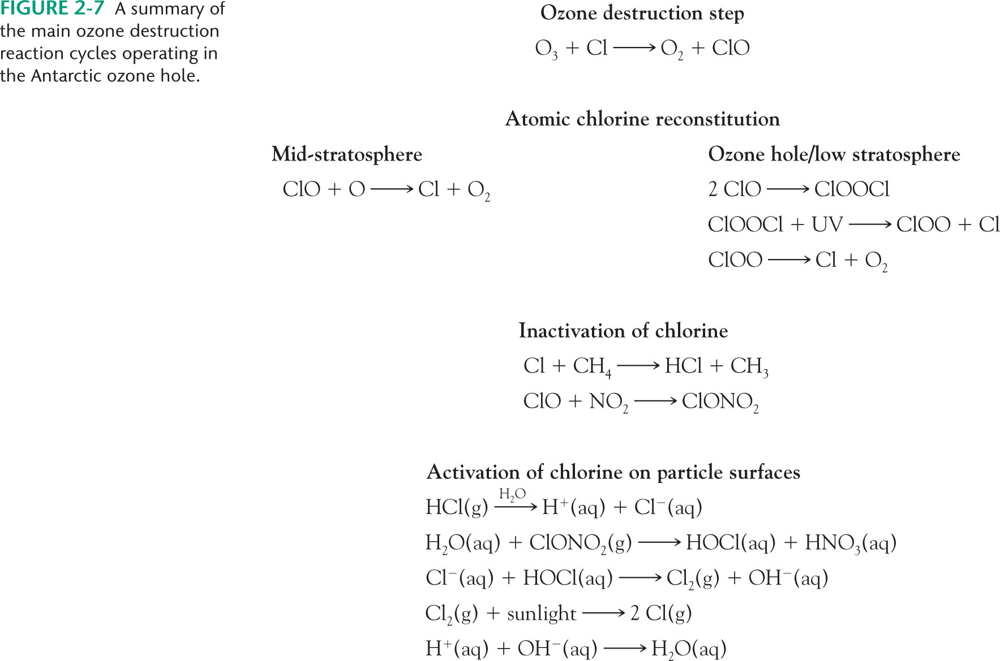 FIGURE 2-7 A summary of
the main ozone destruction
reaction cycles operating in
the Antarctic ozone hole.
Ozone destruction step
O₃ + Cl ⟶ O₂ + ClO
Atomic chlorine reconstitution
Mid-stratosphere
ClO + O ⟶ Cl + O₂
Ozone hole/low stratosphere
2 ClO ⟶ ClOOCl
ClOOCl + UV ⟶ ClOO + Cl
ClOO ⟶ Cl + O₂
Inactivation of chlorine
Cl + CH₄ ⟶ HCl + CH₃
ClO + NO₂ ⟶ ClONO₂
Activation of chlorine on particle surfaces
H₂O
HCl(g) ⟶ H⁺(aq) + Cl⁻(aq)
H₂O(aq) + ClONO₂(g) ⟶ HOCl(aq) + HNO₃(aq)
Cl⁻(aq) + HOCl(aq) ⟶ Cl₂(g) + OH⁻(aq)
Cl₂(g) + sunlight ⟶ 2 Cl(g)
H⁺(aq) + OH⁻(aq) ⟶ H₂O(aq)